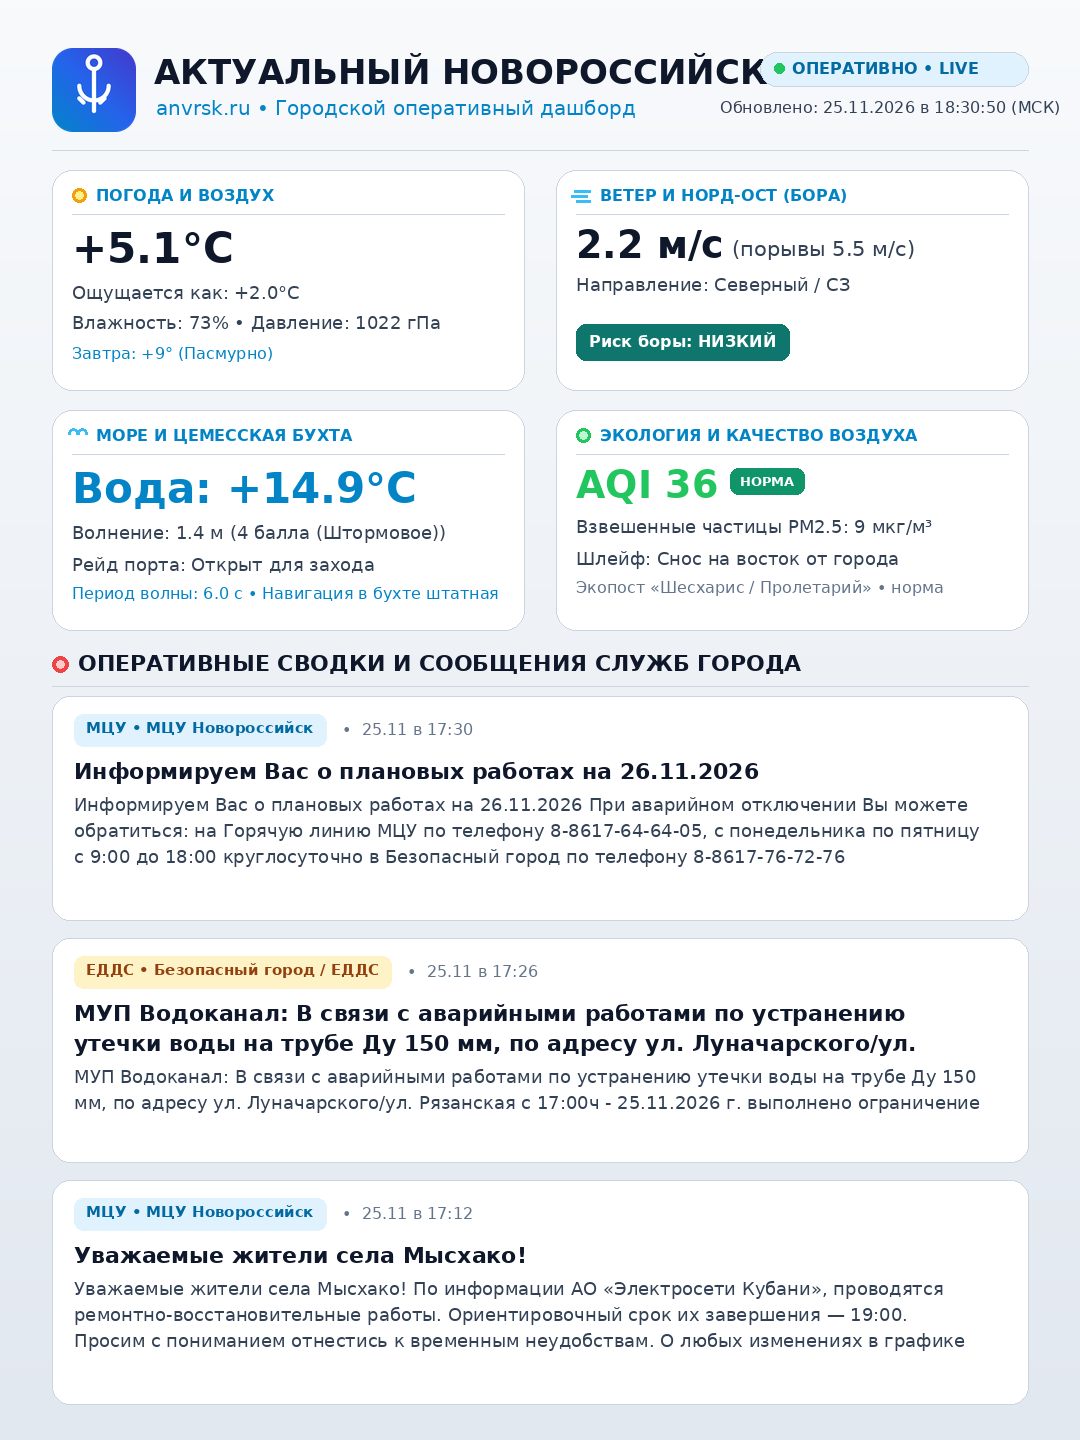 АКТУАЛЬНЫЙ НОВОРОССИЙСК
ОПЕРАТИВНО • LIVE
anvrsk.ru • Городской оперативный дашборд
Обновлено: 25.11.2026 в 18:30:50 (МСК)
ПОГОДА И ВОЗДУХ
+5.1°C
Ощущается как: +2.0°C
Влажность: 73% • Давление: 1022 гПа
Завтра: +9° (Пасмурно)
ВЕТЕР И НОРД-ОСТ (БОРА)
2.2 м/с (порывы 5.5 м/с)
Направление: Северный / СЗ
Риск боры: НИЗКИЙ
МОРЕ И ЦЕМЕССКАЯ БУХТА
Вода: +14.9°C
Волнение: 1.4 м (4 балла (Штормовое))
Рейд порта: Открыт для захода
Период волны: 6.0 с • Навигация в бухте штатная
ЭКОЛОГИЯ И КАЧЕСТВО ВОЗДУХА
AQI 36 НОРМА
Взвешенные частицы PM2.5: 9 мкг/м³
Шлейф: Снос на восток от города
Экопост «Шесхарис / Пролетарий» • норма
ОПЕРАТИВНЫЕ СВОДКИ И СООБЩЕНИЯ СЛУЖБ ГОРОДА
МЦУ • МЦУ Новороссийск • 25.11 в 17:30
Информируем Вас о плановых работах на 26.11.2026
Информируем Вас о плановых работах на 26.11.2026 При аварийном отключении Вы можете
обратиться: на Горячую линию МЦУ по телефону 8-8617-64-64-05, с понедельника по пятницу
с 9:00 до 18:00 круглосуточно в Безопасный город по телефону 8-8617-76-72-76
ЕДДС • Безопасный город / ЕДДС • 25.11 в 17:26
МУП Водоканал: В связи с аварийными работами по устранению
утечки воды на трубе Ду 150 мм, по адресу ул. Луначарского/ул.
МУП Водоканал: В связи с аварийными работами по устранению утечки воды на трубе Ду 150
мм, по адресу ул. Луначарского/ул. Рязанская с 17:00ч - 25.11.2026 г. выполнено ограничение
МЦУ • МЦУ Новороссийск • 25.11 в 17:12
Уважаемые жители села Мысхако!
Уважаемые жители села Мысхако! По информации АО «Электросети Кубани», проводятся
ремонтно-восстановительные работы. Ориентировочный срок их завершения — 19:00.
Просим с пониманием отнестись к временным неудобствам. О любых изменениях в графике